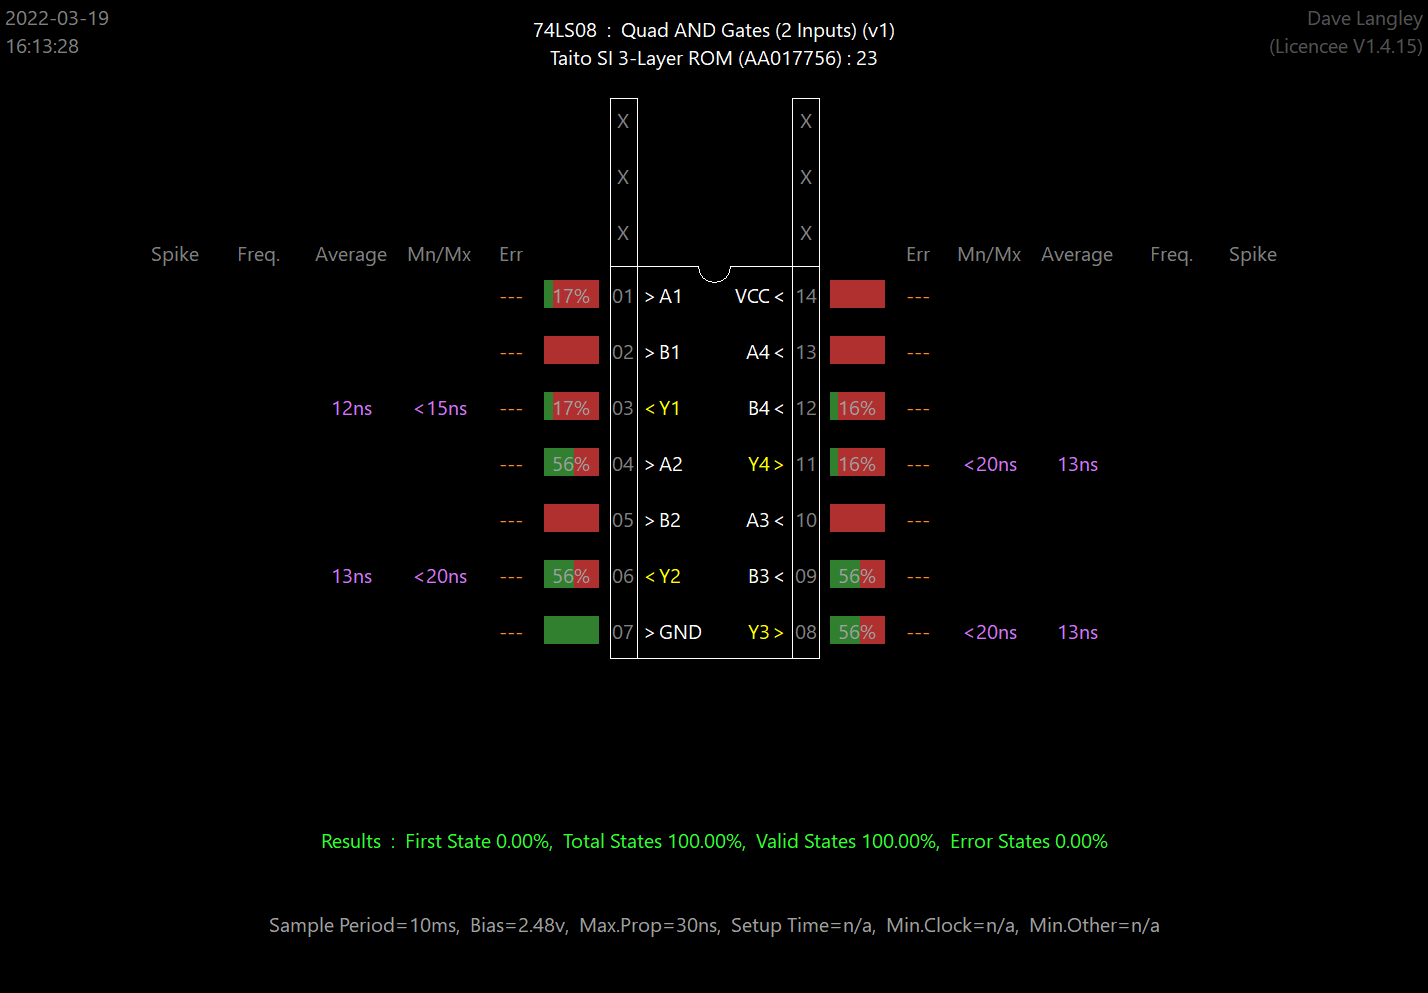 2022-03-19
16:13:28
74LS08 : Quad AND Gates (2 Inputs) (v1)
Taito SI 3-Layer ROM (AA017756) : 23
Dave Langley
(Licencee V1.4.15)
X X
X X
X X
Spike Freq. Average Mn/Mx Err Err Mn/Mx Average Freq. Spike
--- 17% 01 >A1 VCC< 14 ---
--- 02 >B1 A4< 13 ---
12ns <15ns --- 17% 03 <Y1 B4< 12 16% ---
--- 56% 04 >A2 Y4> 11 16% --- <20ns 13ns
--- 05 >B2 A3< 10 ---
13ns <20ns --- 56% 06 <Y2 B3< 09 56% ---
--- 07 >GND Y3> 08 56% --- <20ns 13ns
Results : First State 0.00%, Total States 100.00%, Valid States 100.00%, Error States 0.00%
Sample Period=10ms, Bias=2.48v, Max.Prop=30ns, Setup Time=n/a, Min.Clock=n/a, Min.Other=n/a